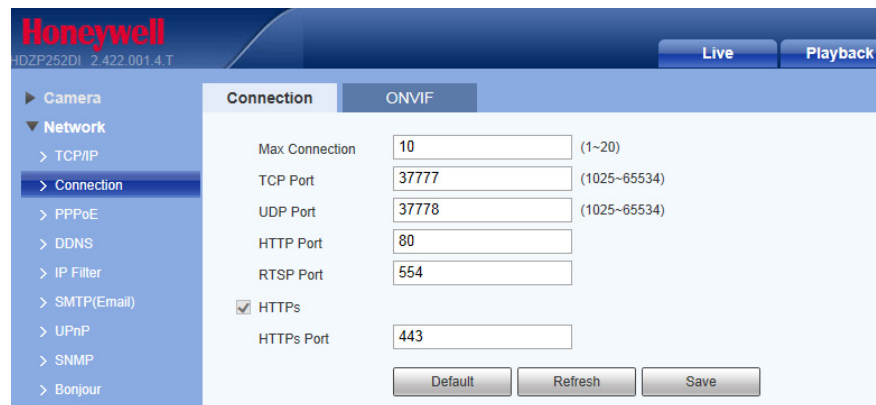 Honeywell
HDZP252DI 2.422.001.4.T
Live
Playback
Camera
Network
TCP/IP
Connection
PPPoE
DDNS
IP Filter
SMTP(Email)
UPnP
SNMP
Bonjour
Connection
ONVIF
Max Connection 10 (1~20)
TCP Port 37777 (1025~65534)
UDP Port 37778 (1025~65534)
HTTP Port 80
RTSP Port 554
HTTPs
HTTPs Port 443
Default
Refresh
Save